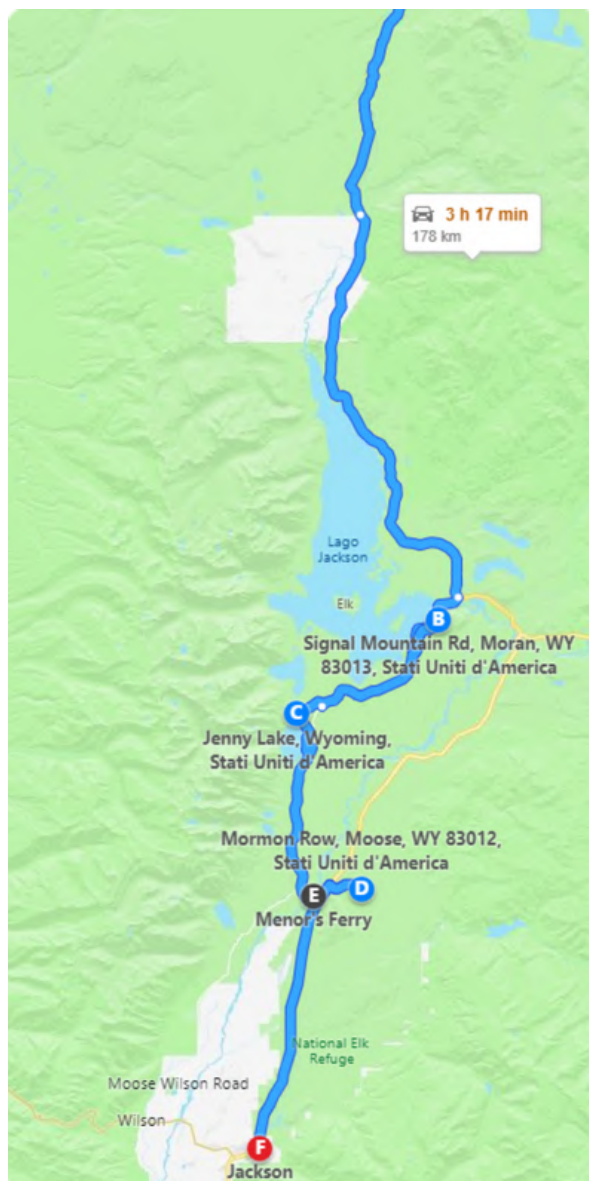 3 h 17 min
178 km
Lago
Jackson
Elk
B
Signal Mountain Rd, Moran, WY
83013, Stati Uniti d'America
C
Jenny Lake, Wyoming,
Stati Uniti d'America
Mormon Row, Moose, WY 83012,
Stati Uniti d'America
E
D
Menor's Ferry
National Elk
Refuge
Moose Wilson Road
Wilson
F
Jackson